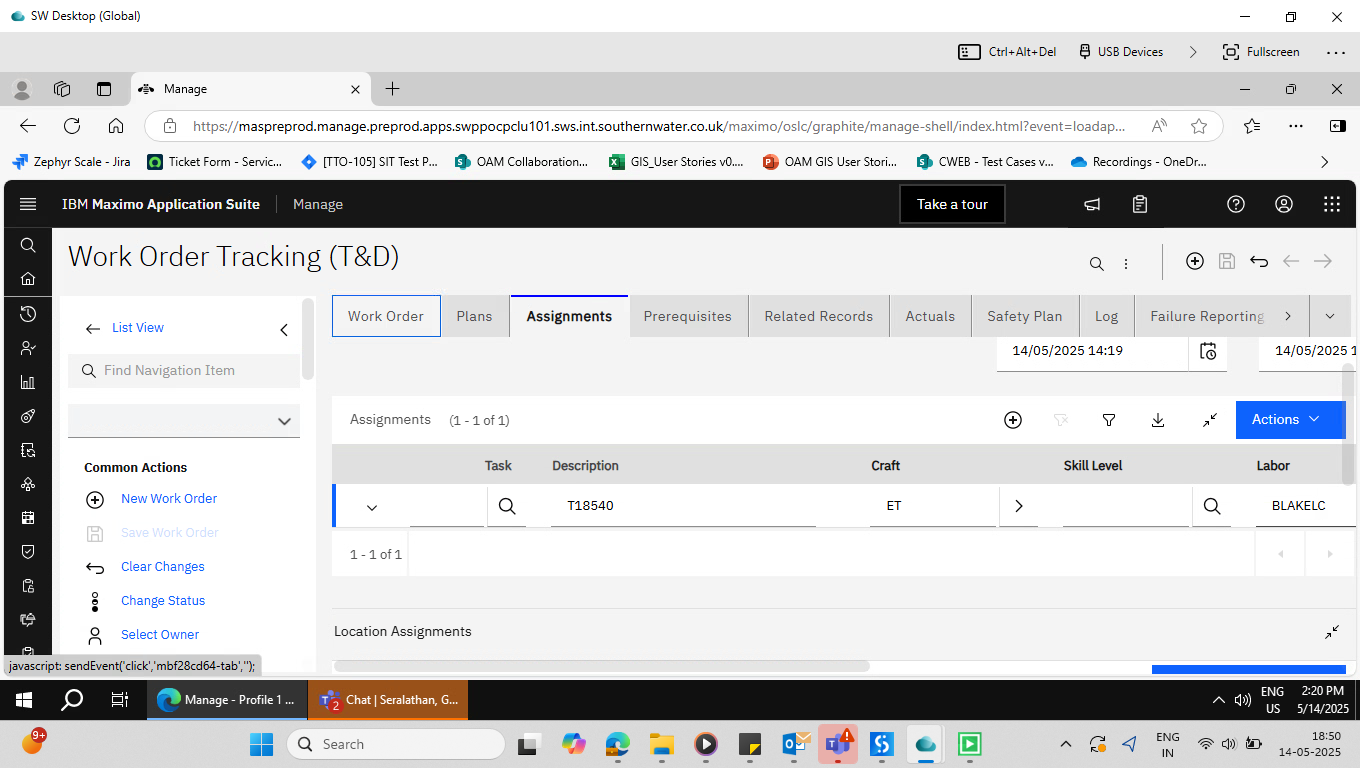 SW Desktop (Global)
Ctrl+Alt+Del USB Devices Fullscreen
Manage
https://maspreprod.manage.preprod.apps.swppocpclu101.sws.int.southernwater.co.uk/maximo/oslc/graphite/manage-shell/index.html?event=loadap...
Zephyr Scale - Jira Ticket Form - Servic... [TTO-105] SIT Test P... OAM Collaboration... GIS_User Stories v0.... OAM GIS User Stori... CWEB - Test Cases v... Recordings - OneDr...
IBM Maximo Application Suite Manage Take a tour
Work Order Tracking (T&D)
List View
Find Navigation Item
Common Actions
New Work Order
Save Work Order
Clear Changes
Change Status
Select Owner
Work Order Plans Assignments Prerequisites Related Records Actuals Safety Plan Log Failure Reporting
14/05/2025 14:19 14/05/2025 1
Assignments (1 - 1 of 1) Actions
Task Description Craft Skill Level Labor
T18540 ET BLAKELC
1 - 1 of 1
Location Assignments
javascript: sendEvent('click','mbf28cd64-tab','');
Manage - Profile 1 ... 2 Chat | Seralathan, G... ENG US 2:20 PM 5/14/2025
9+ Search ENG IN 18:50 14-05-2025